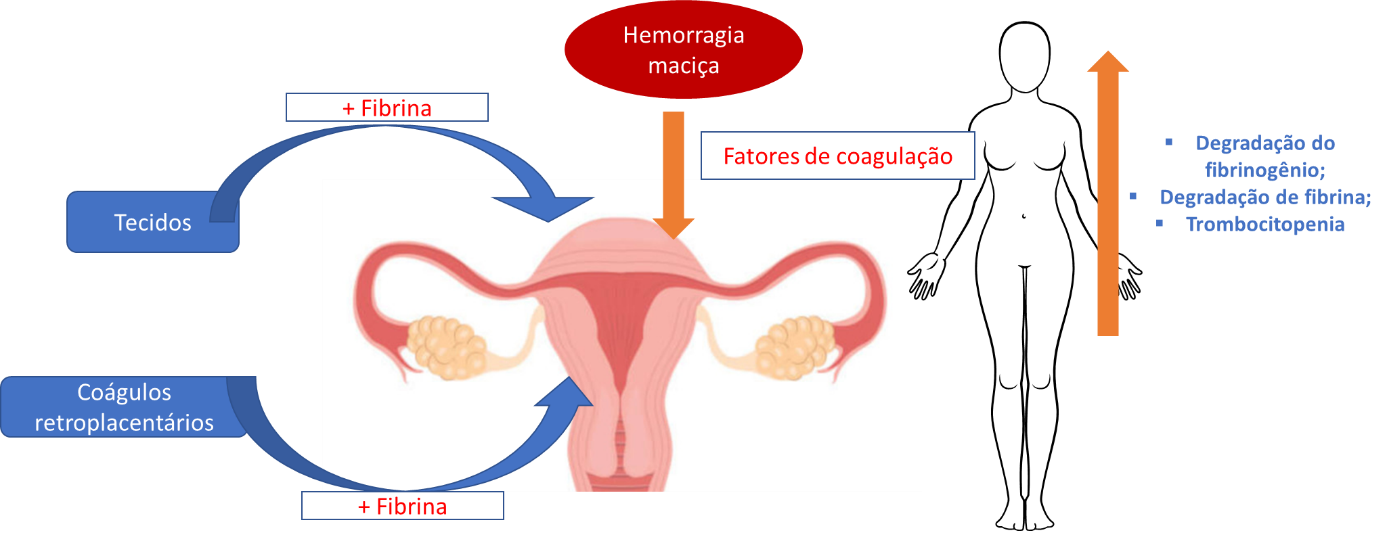 Hemorragia
maciça
+ Fibrina
Fatores de coagulação
Tecidos
▪ Degradação do
fibrinogênio;
▪ Degradação de fibrina;
▪ Trombocitopenia
Coágulos
retroplacentários
+ Fibrina